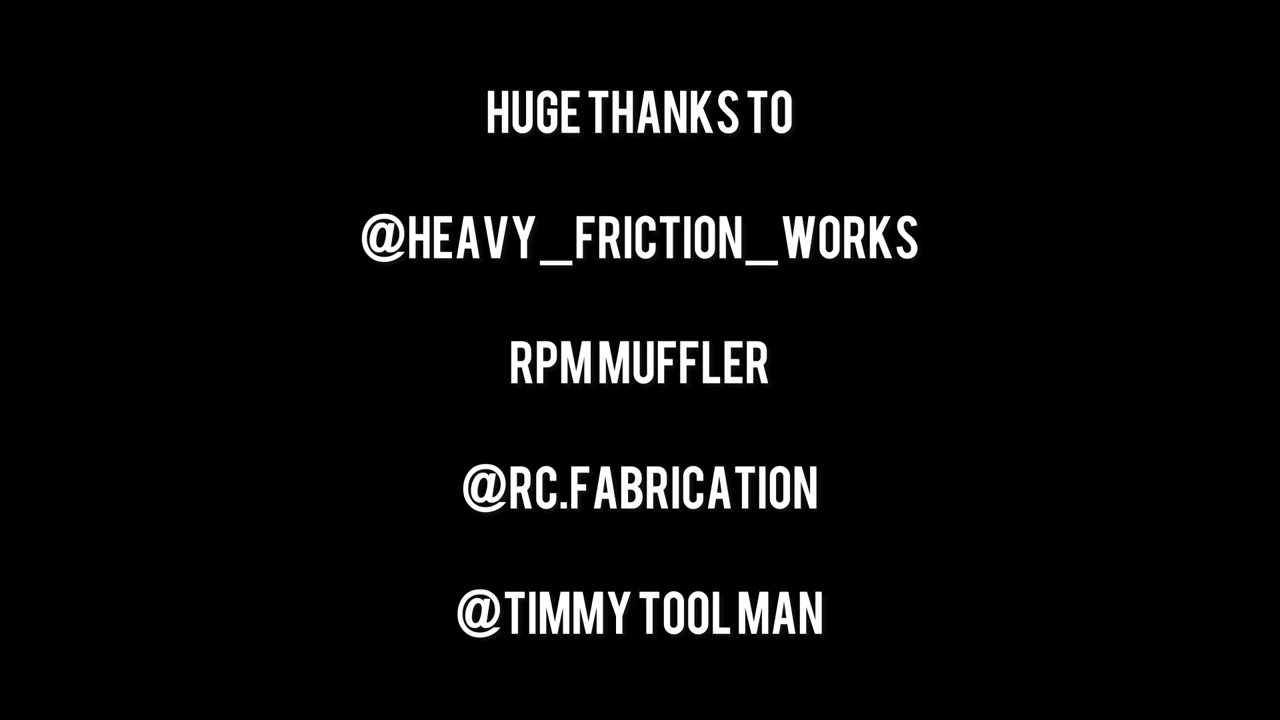 HUGE THANKS TO
@HEAVY_FRICTION_WORKS
RPM MUFFLER
@RC.FABRICATION
@TIMMY TOOL MAN